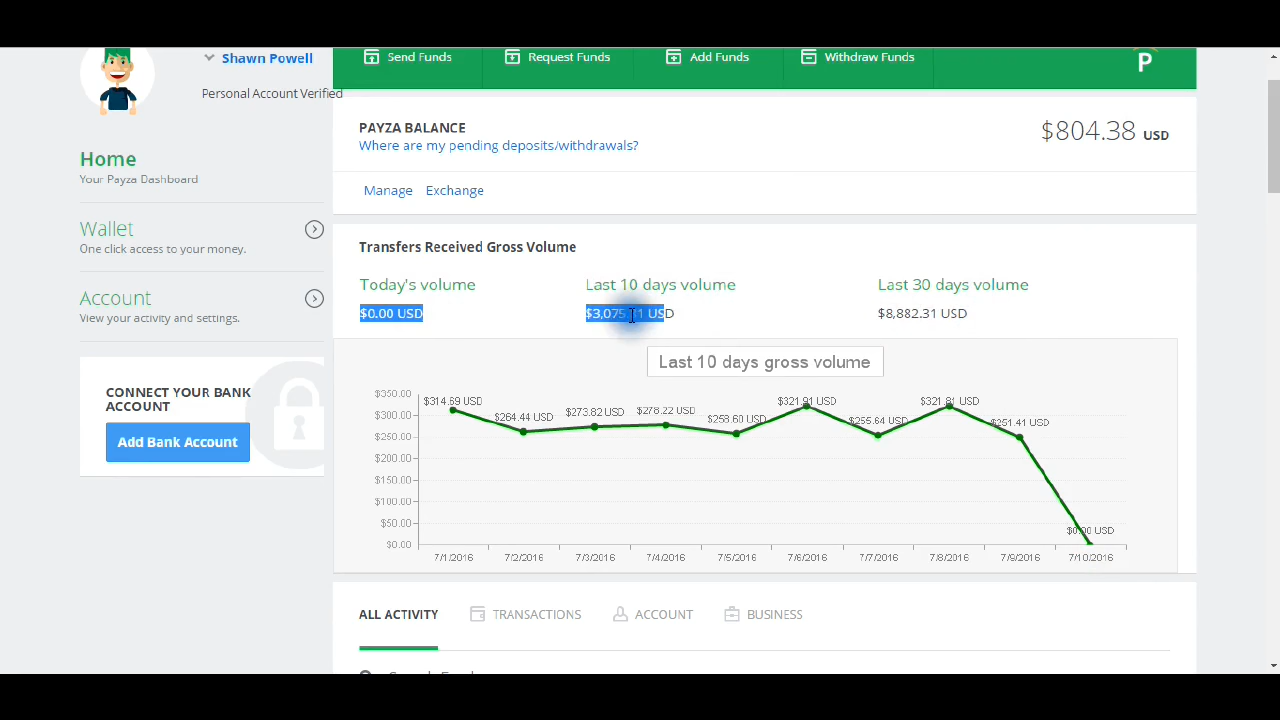 Shawn Powell
Personal Account Verified
Send Funds
Request Funds
Add Funds
Withdraw Funds
P
Home
Your Payza Dashboard
Wallet
One click access to your money.
Account
View your activity and settings.
CONNECT YOUR BANK
ACCOUNT
Add Bank Account
PAYZA BALANCE
$804.38 USD
Where are my pending deposits/withdrawals?
Manage Exchange
Transfers Received Gross Volume
Today's volume Last 10 days volume Last 30 days volume
$0.00 USD USD $8,882.31 USD
Last 10 days gross volume
$350.00
$300.00
$250.00
$200.00
$150.00
$100.00
$50.00
$0.00
$314.69 USD
$264.44 USD
$273.82 USD
$278.22 USD
$321.91 USD
$255.64 USD
$321.81 USD
$251.41 USD
$0.00 USD
7/1/2016 7/2/2016 7/3/2016 7/4/2016 7/5/2016 7/6/2016 7/7/2016 7/8/2016 7/9/2016 7/10/2016
ALL ACTIVITY TRANSACTIONS ACCOUNT BUSINESS